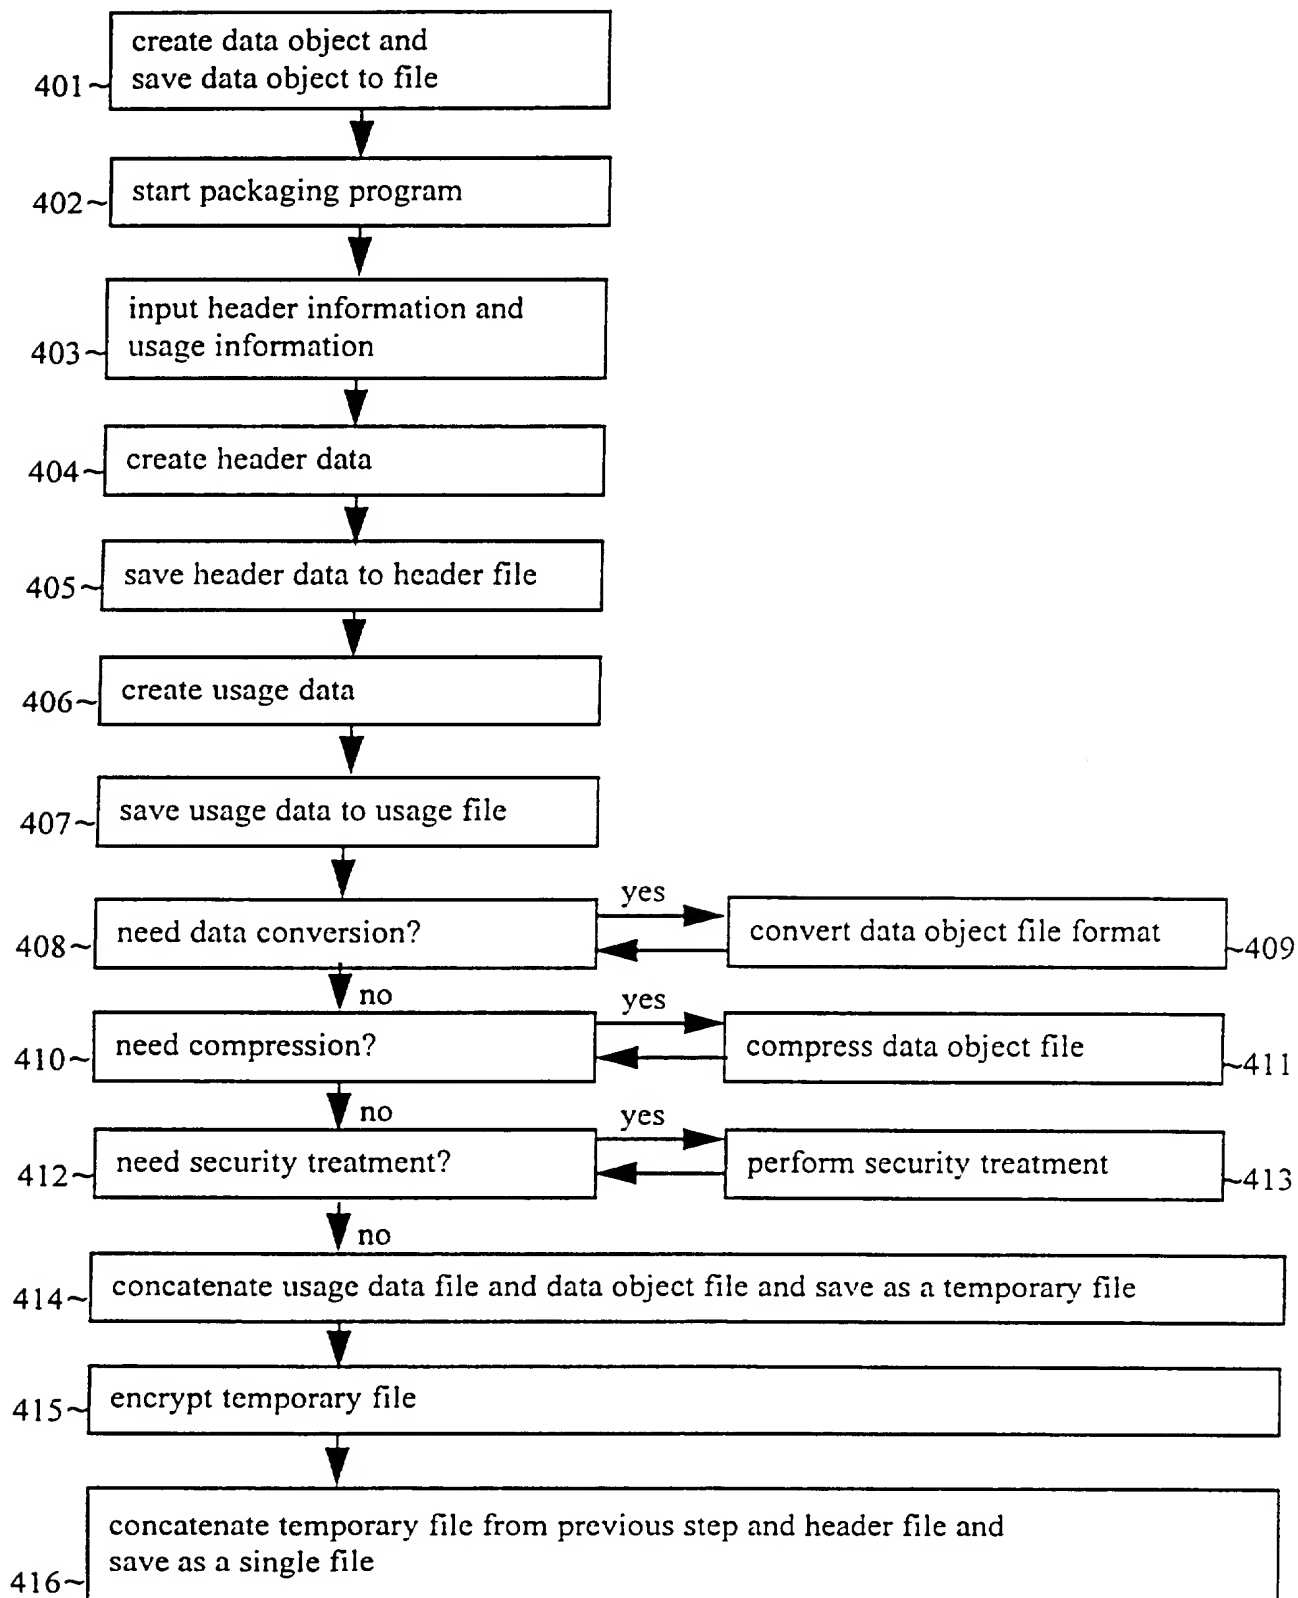 create data object and
save data object to file
401~
start packaging program
402~
input header information and
usage information
403~
create header data
404~
save header data to header file
405~
create usage data
406~
save usage data to usage file
407~
yes
need data conversion?
convert data object file format
408~
~409
no
yes
need compression?
compress data object file
410~
~411
no
yes
need security treatment?
perform security treatment
412~
~413
no
concatenate usage data file and data object file and save as a temporary file
414~
encrypt temporary file
415~
concatenate temporary file from previous step and header file and
save as a single file
416~